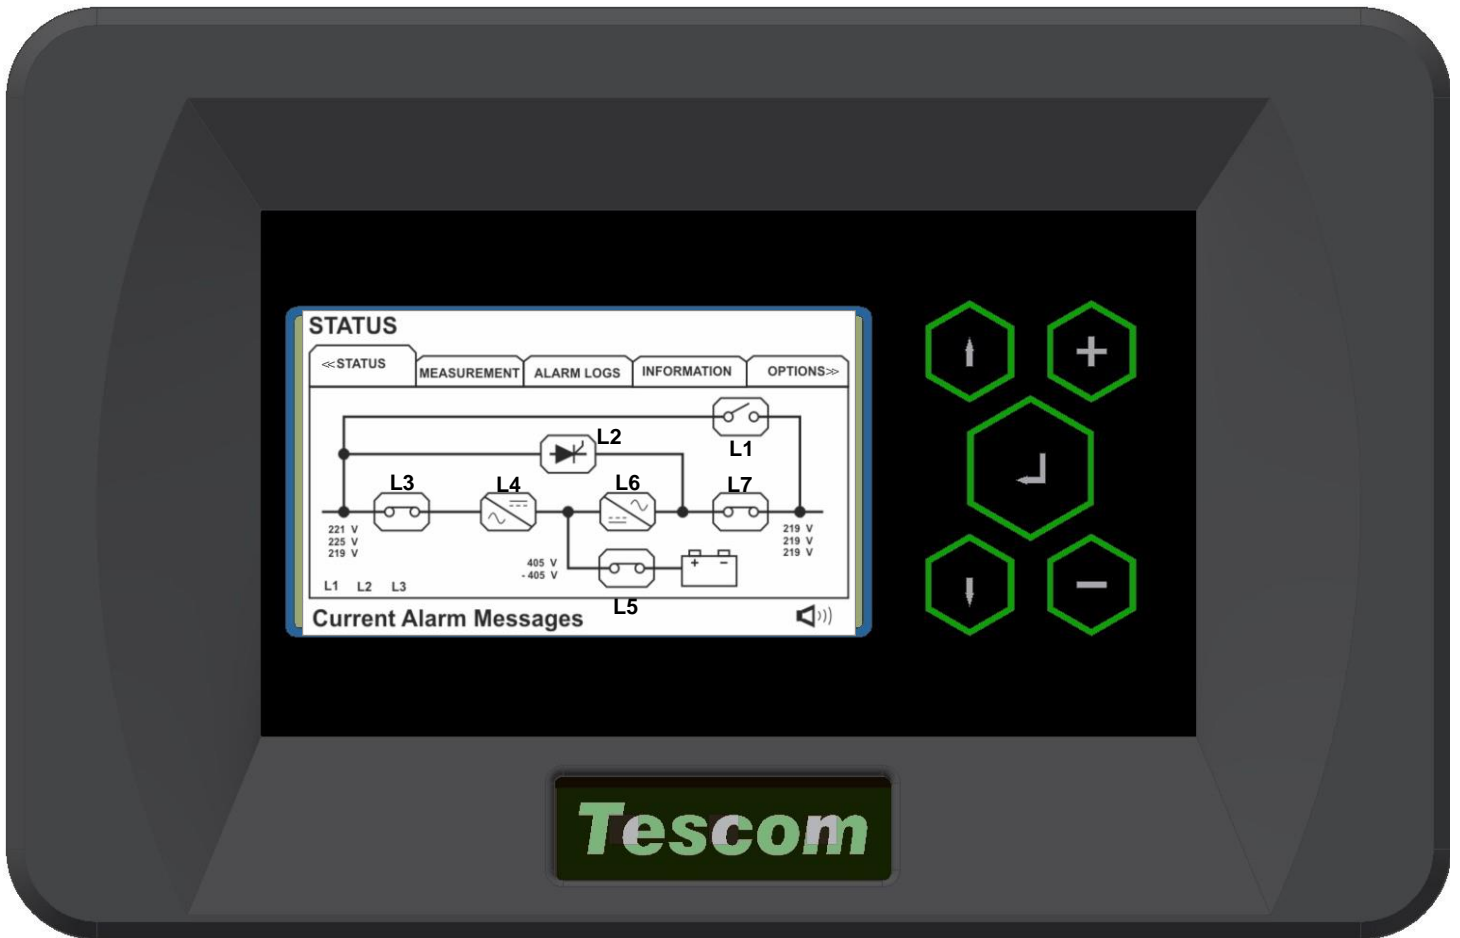 STATUS
<<STATUS MEASUREMENT ALARM LOGS INFORMATION OPTIONS>>
L2
L1
L3 L4 L6 L7
221 V
225 V
219 V
219 V
219 V
219 V
405 V
- 405 V
+ −
L1 L2 L3
L5
Current Alarm Messages
+
−
Tescom